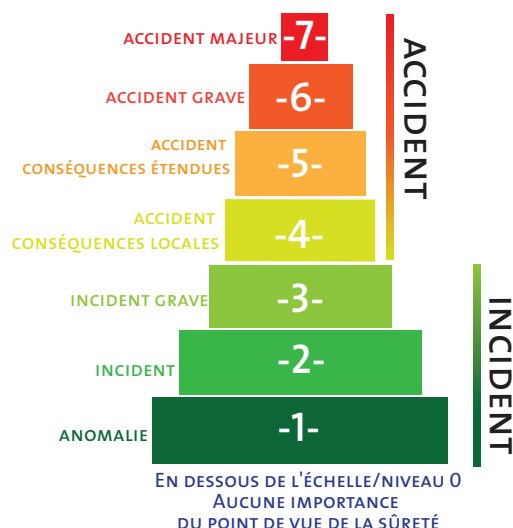 ACCIDENT MAJEUR -7-
ACCIDENT GRAVE -6-
ACCIDENT
CONSÉQUENCES ÉTENDUES -5-
ACCIDENT
CONSÉQUENCES LOCALES -4-
INCIDENT GRAVE -3-
INCIDENT -2-
ANOMALIE -1-
ACCIDENT
INCIDENT
EN DESSOUS DE L'ÉCHELLE/NIVEAU 0
AUCUNE IMPORTANCE
DU POINT DE VUE DE LA SÛRETÉ